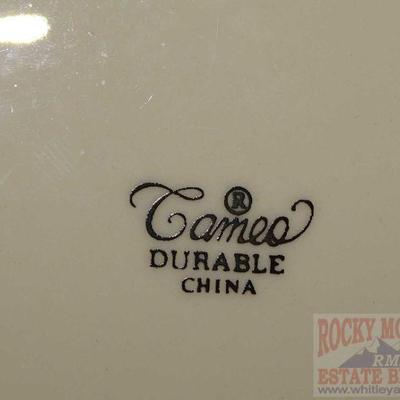 Cameo ®
DURABLE
CHINA
ROCKY MO
RM
ESTATE B
www.whitleya